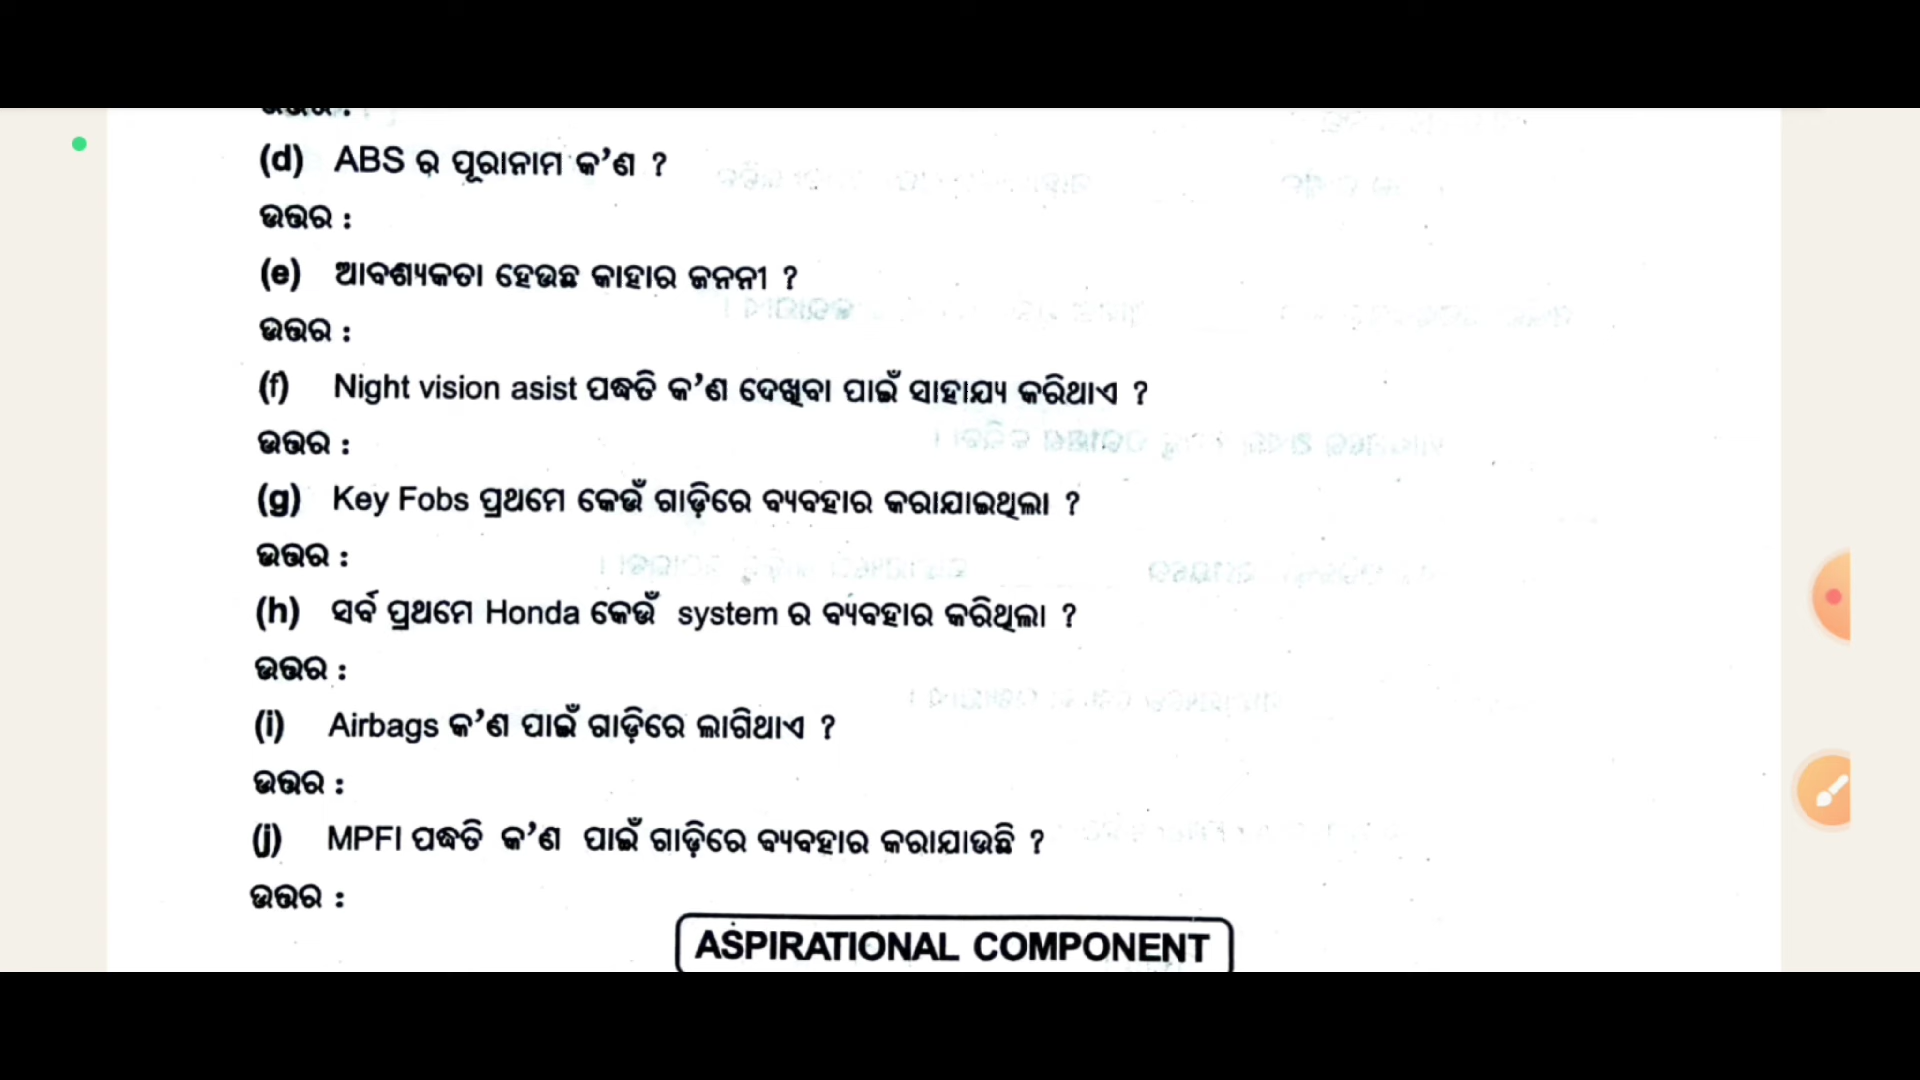 (d) ABS ର ପୂରାନାମ କ'ଣ ?
ଉତ୍ତର :
(e) ଆବଶ୍ୟକତା ହେଉଛି କାହାର ଜନନୀ ?
ଉତ୍ତର :
(f) Night vision asist ପଦ୍ଧତି କ'ଣ ଦେଖିବା ପାଇଁ ସାହାଯ୍ୟ କରିଥାଏ ?
ଉତ୍ତର :
(g) Key Fobs ପ୍ରଥମେ କେଉଁ ଗାଡ଼ିରେ ବ୍ୟବହାର କରାଯାଇଥିଲା ?
ଉତ୍ତର :
(h) ସର୍ବ ପ୍ରଥମେ Honda କେଉଁ system ର ବ୍ୟବହାର କରିଥିଲା ?
ଉତ୍ତର :
(i) Airbags କ'ଣ ପାଇଁ ଗାଡ଼ିରେ ଲାଗିଥାଏ ?
ଉତ୍ତର :
(j) MPFI ପଦ୍ଧତି କ'ଣ ପାଇଁ ଗାଡ଼ିରେ ବ୍ୟବହାର କରାଯାଉଛି ?
ଉତ୍ତର :
ASPIRATIONAL COMPONENT